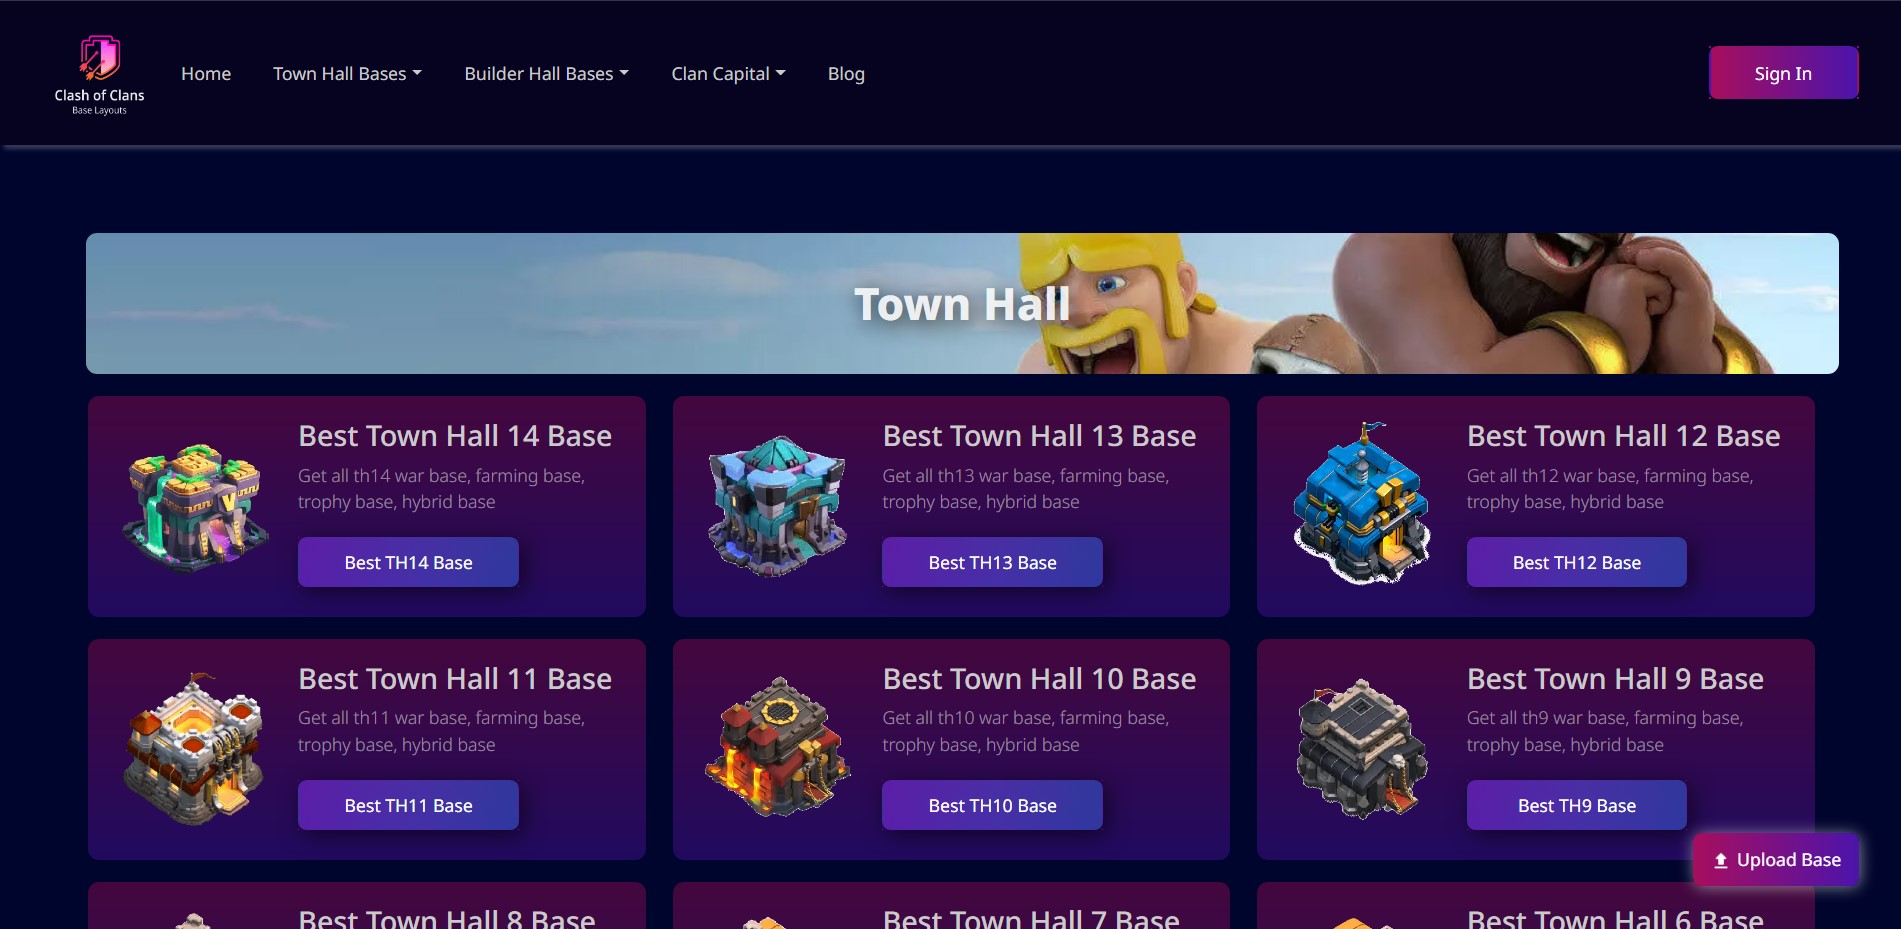 Clash of Clans
Base Layouts
Home
Town Hall Bases
Builder Hall Bases
Clan Capital
Blog
Sign In
Town Hall
Best Town Hall 14 Base
Get all th14 war base, farming base,
trophy base, hybrid base
Best TH14 Base
Best Town Hall 13 Base
Get all th13 war base, farming base,
trophy base, hybrid base
Best TH13 Base
Best Town Hall 12 Base
Get all th12 war base, farming base,
trophy base, hybrid base
Best TH12 Base
Best Town Hall 11 Base
Get all th11 war base, farming base,
trophy base, hybrid base
Best TH11 Base
Best Town Hall 10 Base
Get all th10 war base, farming base,
trophy base, hybrid base
Best TH10 Base
Best Town Hall 9 Base
Get all th9 war base, farming base,
trophy base, hybrid base
Best TH9 Base
Upload Base
Best Town Hall 8 Base
Best Town Hall 7 Base
Best Town Hall 6 Base